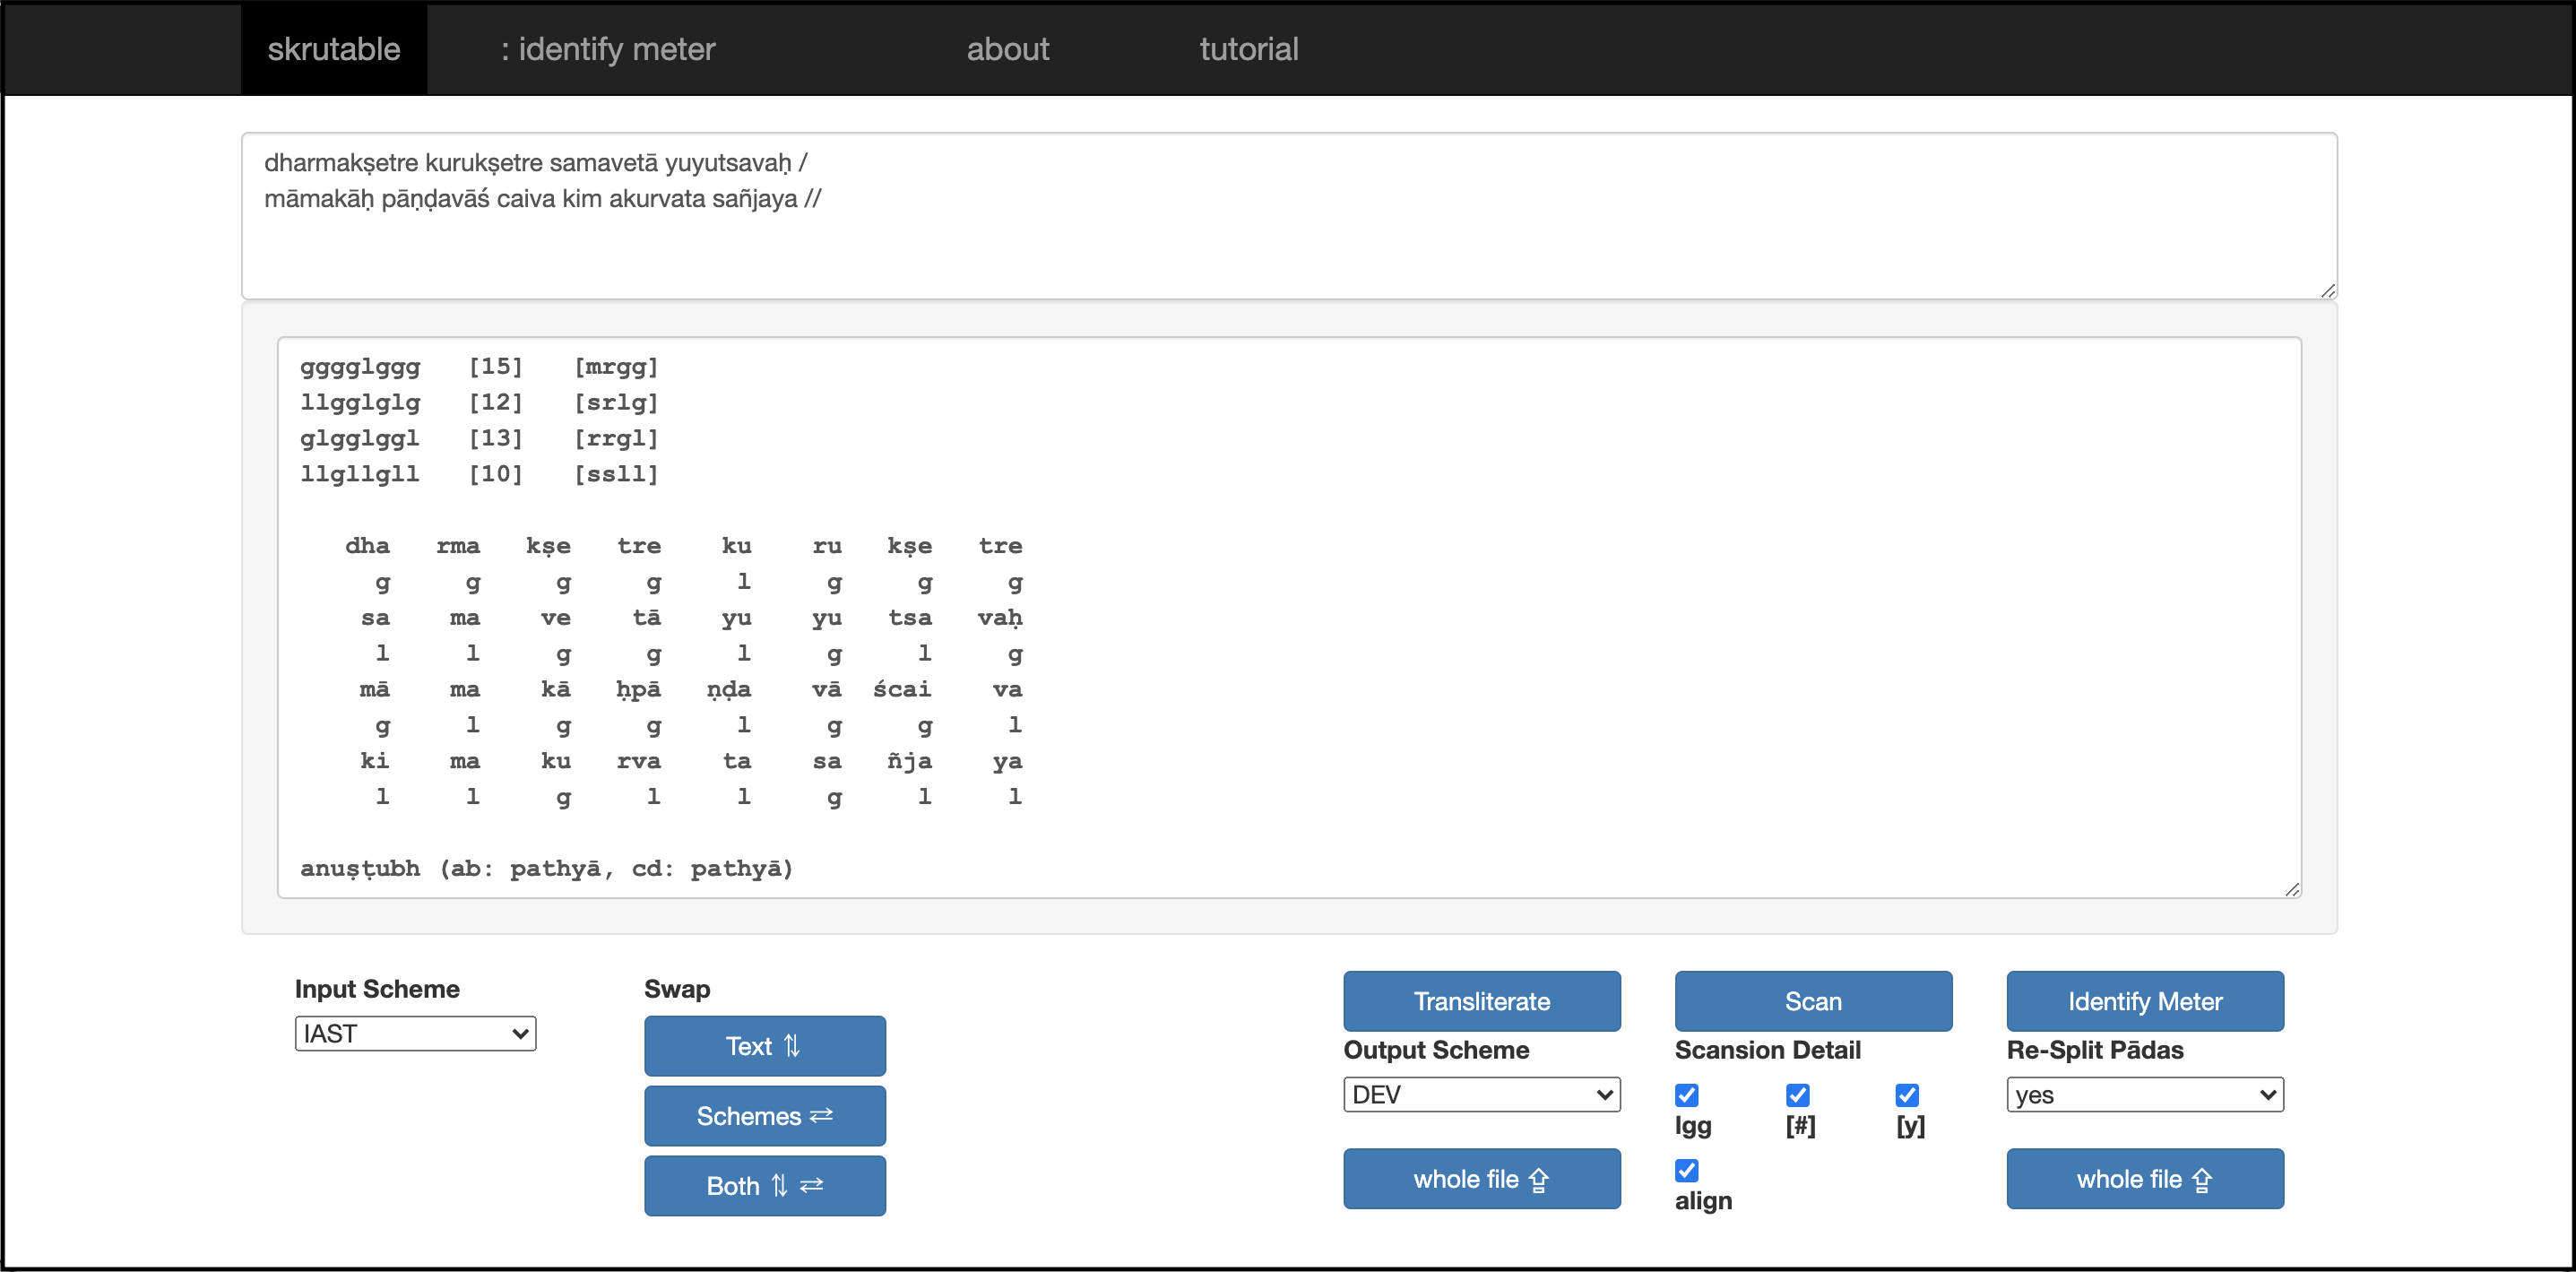 skrutable : identify meter about tutorial
dharmakṣetre kurukṣetre samavetā yuyutsavaḥ /
māmakāḥ pāṇḍavāś caiva kim akurvata sañjaya //
gggglggg [15] [mrgg]
llgglglg [12] [srlg]
glgglggl [13] [rrgl]
llgllgll [10] [ssll]
dha rma kṣe tre ku ru kṣe tre
g g g g l g g g
sa ma ve tā yu yu tsa vaḥ
l l g g l g l g
mā ma kā ḥpā ṇḍa vā ścai va
g l g g l g g l
ki ma ku rva ta sa ñja ya
l l g l l g l l
anuṣṭubh (ab: pathyā, cd: pathyā)
Input Scheme
IAST
Swap
Text ⇅
Schemes ⇄
Both ⇅ ⇄
Transliterate
Output Scheme
DEV
whole file ⇪
Scan
Scansion Detail
lgg [#] [y]
align
Identify Meter
Re-Split Pādas
yes
whole file ⇪